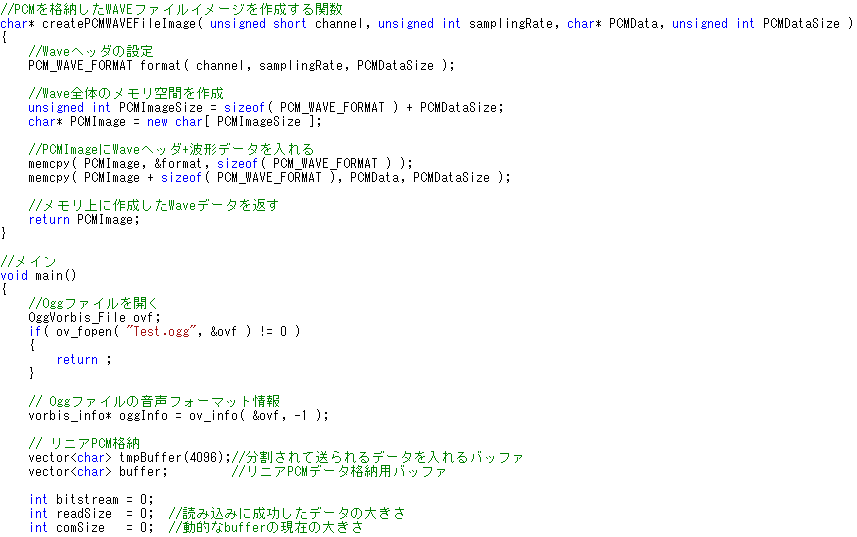 //PCMを格納したWAVEファイルイメージを作成する関数
char* createPCMWAVEFileImage( unsigned short channel, unsigned int samplingRate, char* PCMData, unsigned int PCMDataSize )
{
    //Waveヘッダの設定
    PCM_WAVE_FORMAT format( channel, samplingRate, PCMDataSize );

    //Wave全体のメモリ空間を作成
    unsigned int PCMImageSize = sizeof( PCM_WAVE_FORMAT ) + PCMDataSize;
    char* PCMImage = new char[ PCMImageSize ];

    //PCMImageにWaveヘッダ+波形データを入れる
    memcpy( PCMImage, &format, sizeof( PCM_WAVE_FORMAT ) );
    memcpy( PCMImage + sizeof( PCM_WAVE_FORMAT ), PCMData, PCMDataSize );

    //メモリ上に作成したWaveデータを返す
    return PCMImage;
}

//メイン
void main()
{
    //Oggファイルを開く
    OggVorbis_File ovf;
    if( ov_fopen( "Test.ogg", &ovf ) != 0 )
    {
        return ;
    }

    // Oggファイルの音声フォーマット情報
    vorbis_info* oggInfo = ov_info( &ovf, -1 );

    // リニアPCM格納
    vector<char> tmpBuffer(4096);//分割されて送られるデータを入れるバッファ
    vector<char> buffer;         //リニアPCMデータ格納用バッファ

    int bitstream = 0;
    int readSize  = 0;  //読み込みに成功したデータの大きさ
    int comSize   = 0;  //動的なbufferの現在の大きさ